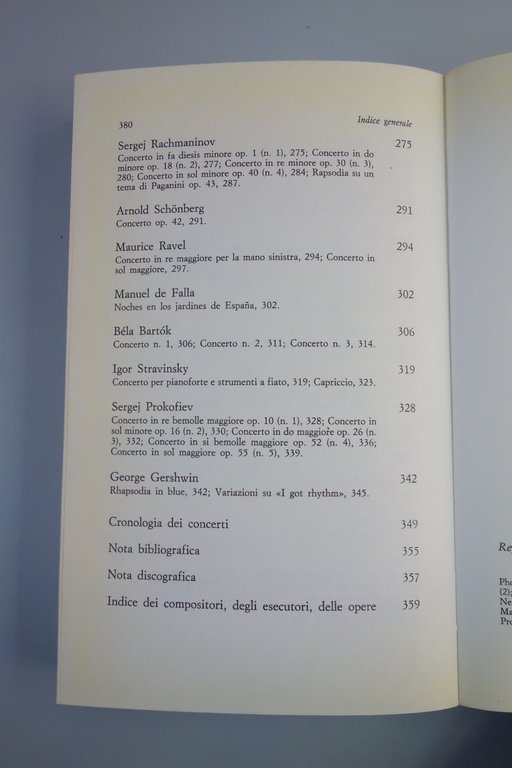 380 Indice generale
Sergej Rachmaninov 275
Concerto in fa diesis minore op. 1 (n. 1), 275; Concerto in do
minore op. 18 (n. 2), 277; Concerto in re minore op. 30 (n. 3),
280; Concerto in sol minore op. 40 (n. 4), 284; Rapsodia su un
tema di Paganini op. 43, 287.
Arnold Schönberg 291
Concerto op. 42, 291.
Maurice Ravel 294
Concerto in re maggiore per la mano sinistra, 294; Concerto in
sol maggiore, 297.
Manuel de Falla 302
Noches en los jardines de España, 302.
Béla Bartók 306
Concerto n. 1, 306; Concerto n. 2, 311; Concerto n. 3, 314.
Igor Stravinsky 319
Concerto per pianoforte e strumenti a fiato, 319; Capriccio, 323.
Sergej Prokofiev 328
Concerto in re bemolle maggiore op. 10 (n. 1), 328; Concerto in
sol minore op. 16 (n. 2), 330; Concerto in do maggiore op. 26 (n.
3), 332; Concerto in si bemolle maggiore op. 52 (n. 4), 336;
Concerto in sol maggiore op. 55 (n. 5), 339.
George Gershwin 342
Rhapsodia in blue, 342; Variazioni su «I got rhythm», 345.
Cronologia dei concerti 349
Nota bibliografica 355
Nota discografica 357
Indice dei compositori, degli esecutori, delle opere 359
(2);